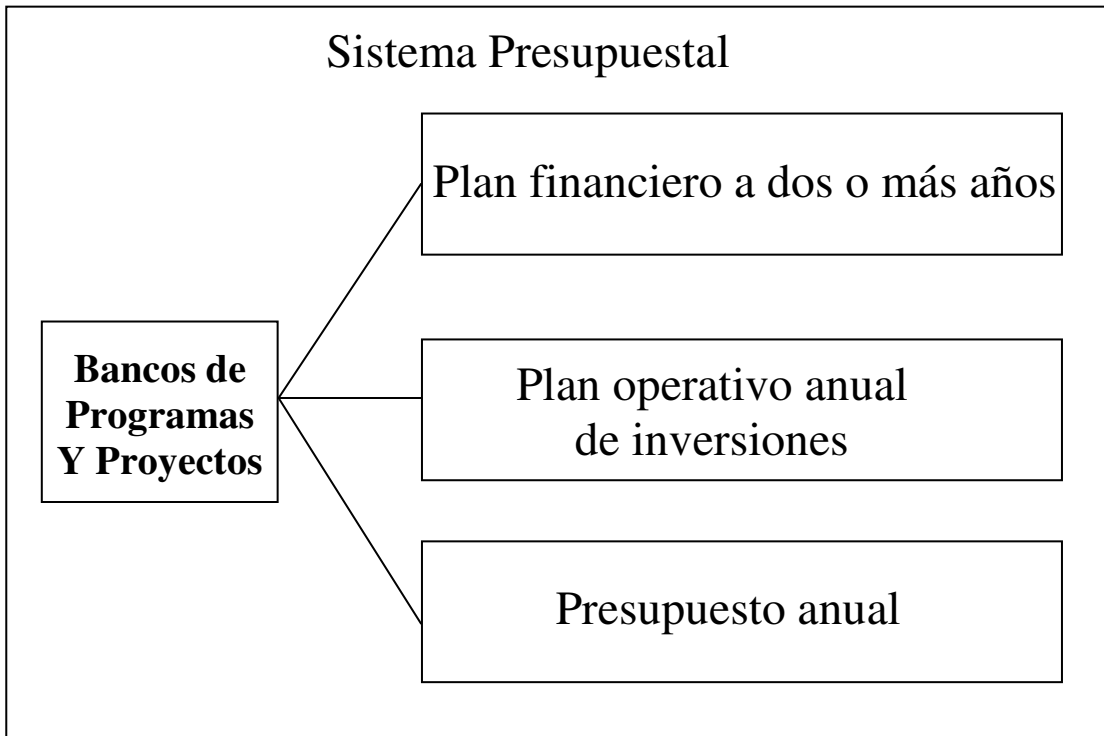 Sistema Presupuestal
Plan financiero a dos o más años
Bancos de
Programas
Y Proyectos
Plan operativo anual
de inversiones
Presupuesto anual